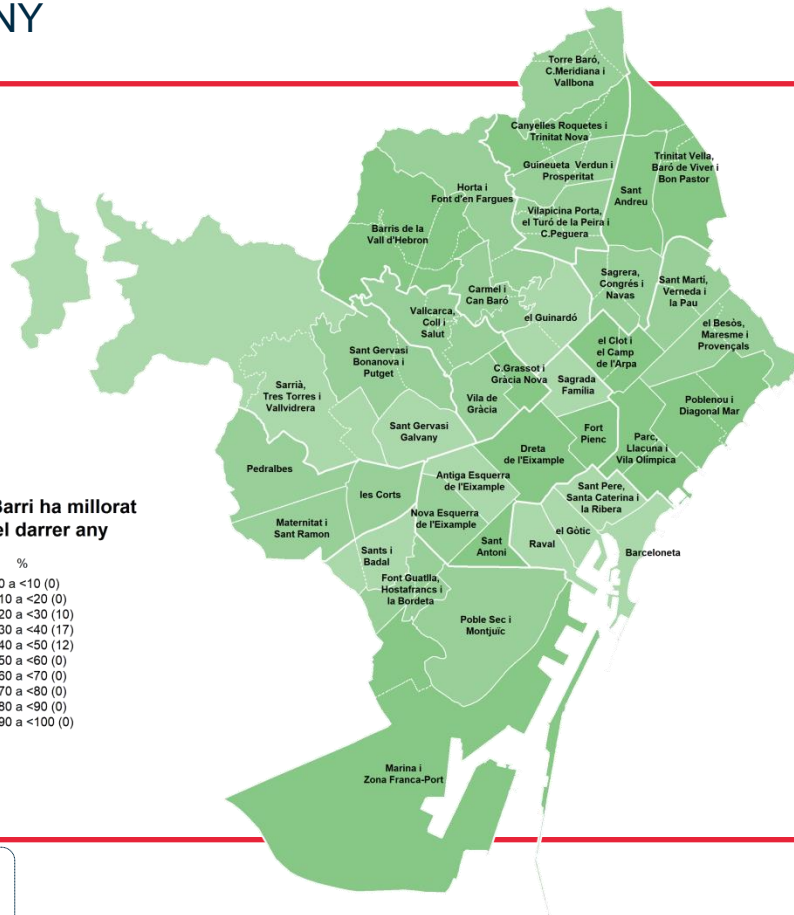 NY
Torre Baró,
C.Meridiana i
Vallbona
Canyelles Roquetes i
Trinitat Nova
Guineueta Verdun i
Prosperitat
Trinitat Vella,
Baró de Viver i
Bon Pastor
Sant
Andreu
Horta i
Font d'en Fargues
Vilapicina Porta,
el Turó de la Peira i
C.Peguera
Barris de la
Vall d'Hebron
Sagrera,
Congrés i
Navas
Sant Martí,
Verneda i
la Pau
Carmel i
Can Baró
Vallcarca,
Coll i
Salut
el Guinardó
el Besòs,
Maresme i
Provençals
el Clot i
el Camp
de l'Arpa
Sant Gervasi
Bonanova i
Putget
C.Grassot i
Gràcia Nova
Sagrada
Família
Sarrià,
Tres Torres i
Vallvidrera
Vila de
Gràcia
Poblenou i
Diagonal Mar
Sant Gervasi
Galvany
Fort
Pienc
Parc,
Llacuna i
Vila Olímpica
Dreta
de l'Eixample
Pedralbes
Antiga Esquerra
de l'Eixample
Sant Pere,
Santa Caterina i
la Ribera
les Corts
Nova Esquerra
de l'Eixample
Maternitat i
Sant Ramon
el Gòtic
Sant
Antoni
Raval
Barceloneta
Sants i
Badal
Font Guatlla,
Hostafrancs i
la Bordeta
Poble Sec i
Montjuïc
Marina i
Zona Franca-Port
Barri ha millorat
el darrer any
%
0 a <10 (0)
10 a <20 (0)
20 a <30 (10)
30 a <40 (17)
40 a <50 (12)
50 a <60 (0)
60 a <70 (0)
70 a <80 (0)
80 a <90 (0)
90 a <100 (0)